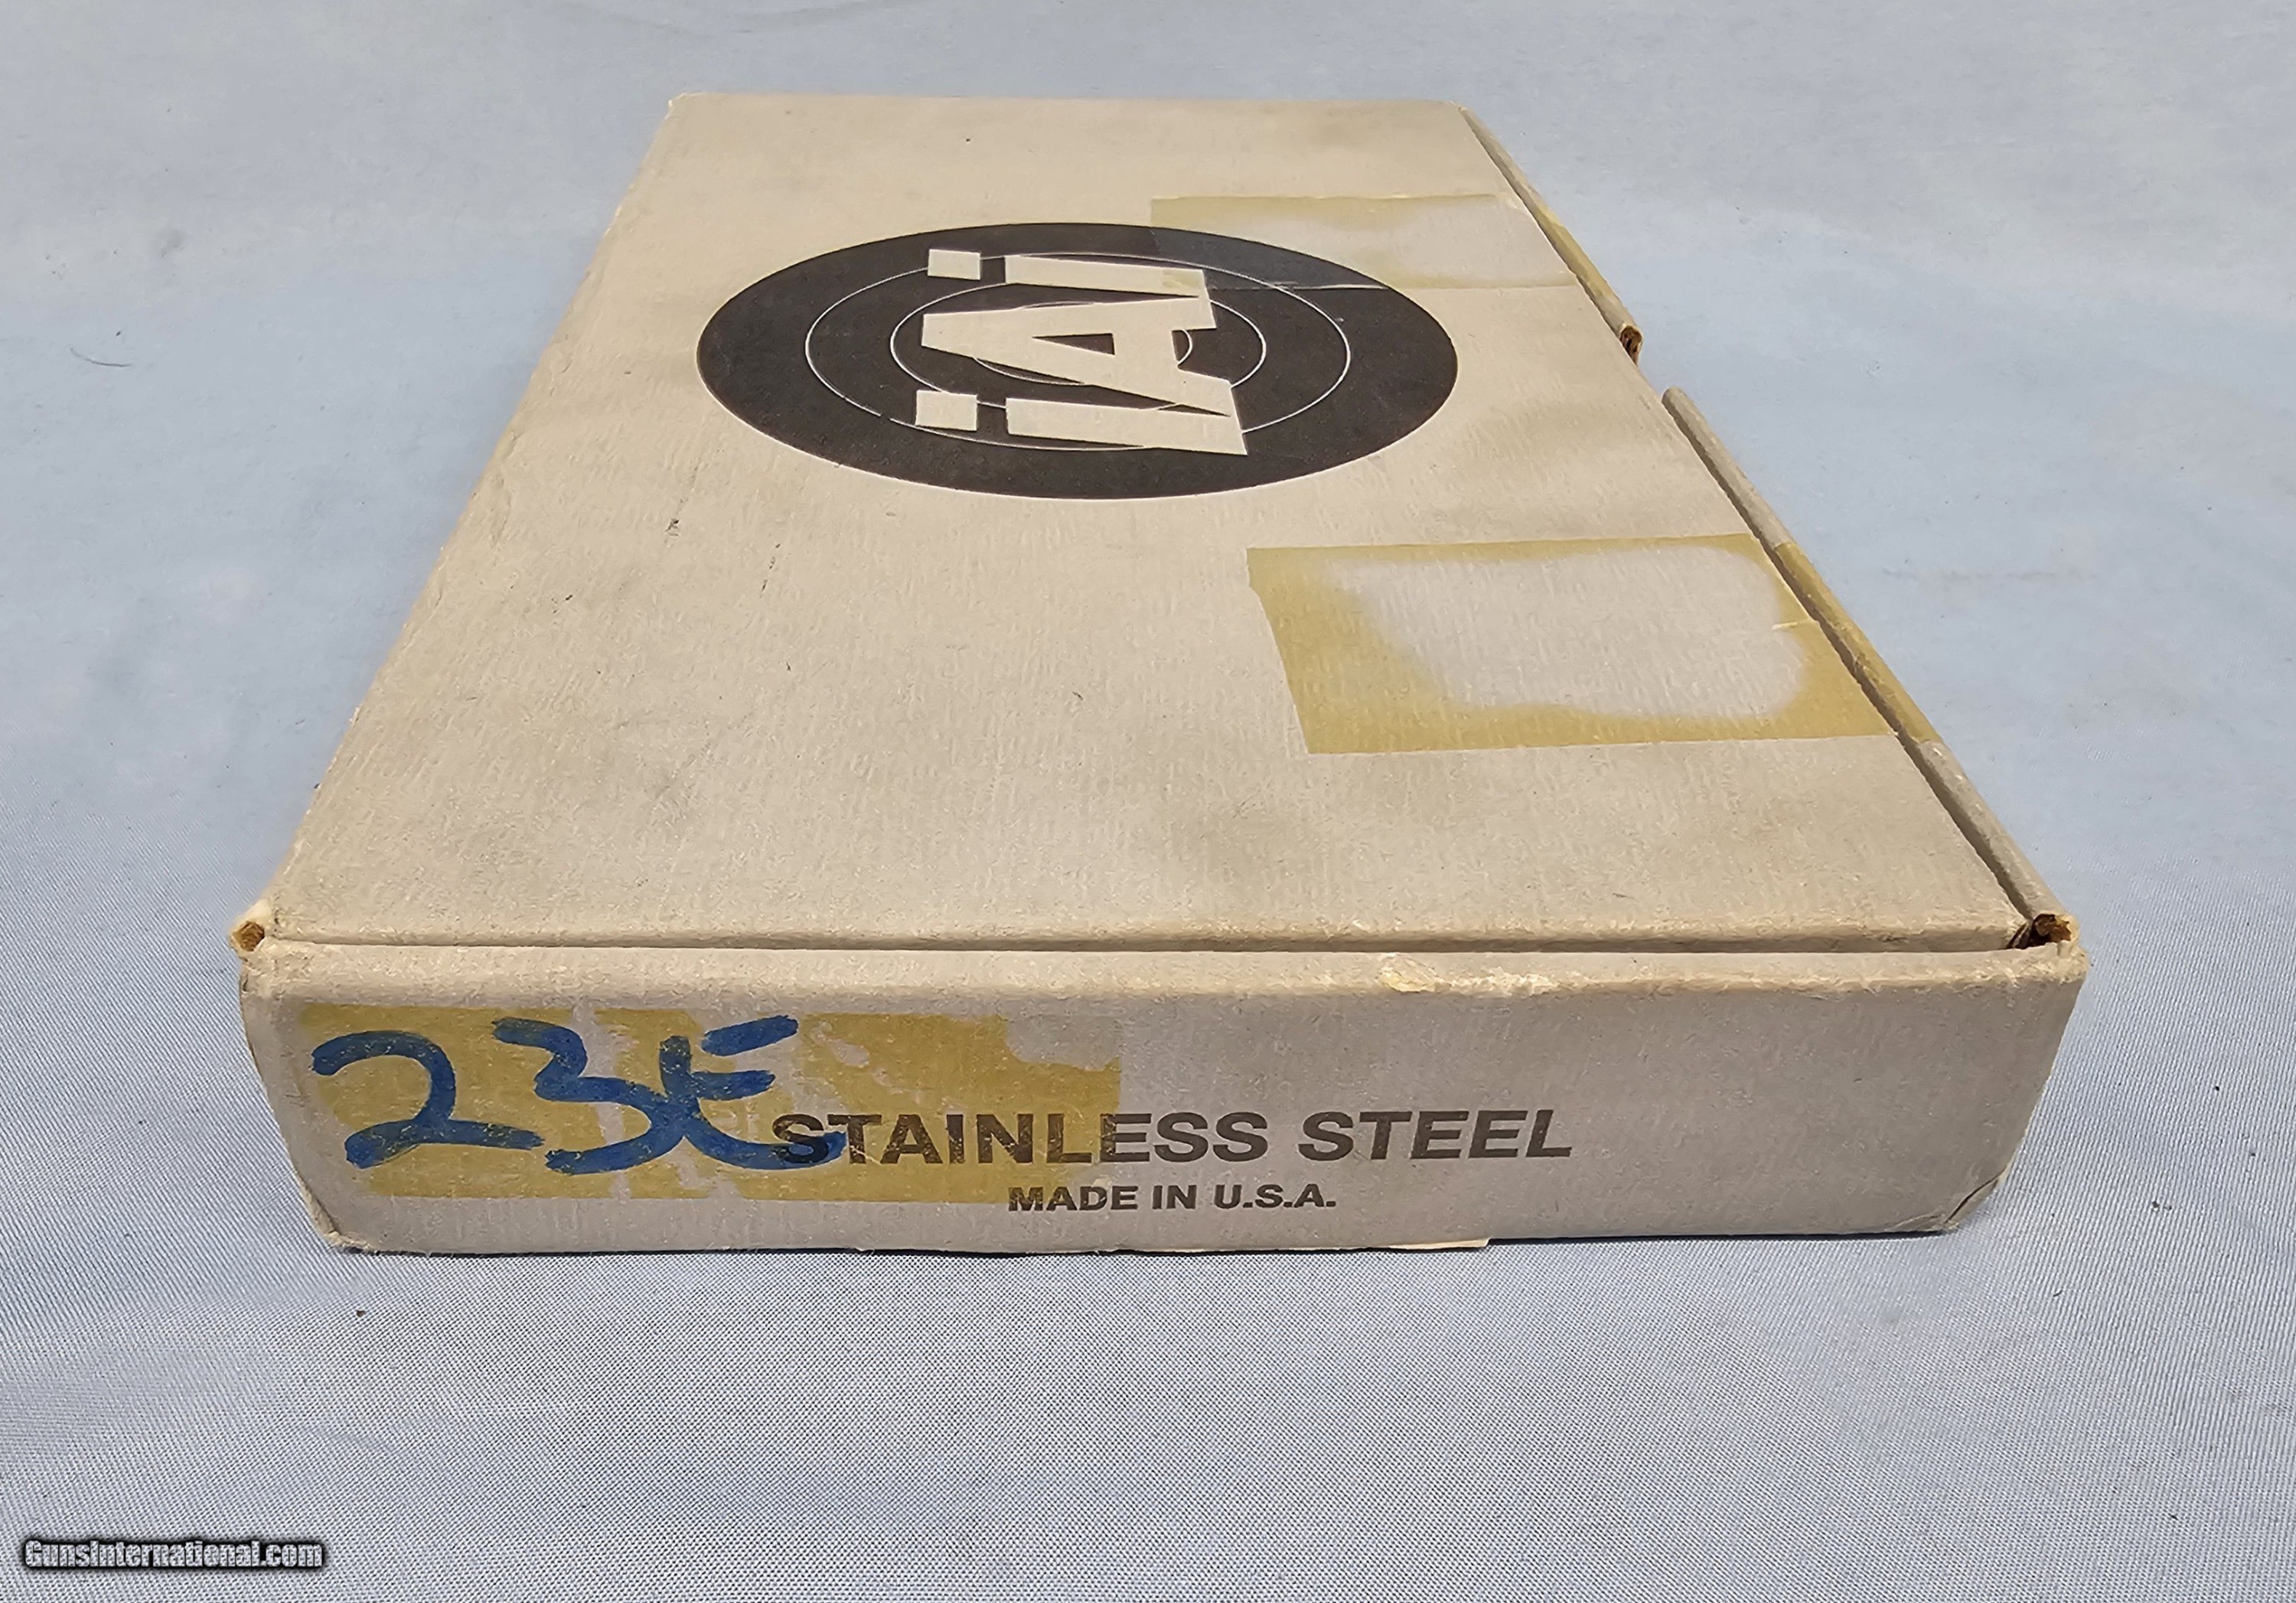 iAi
23E
STAINLESS STEEL
MADE IN U.S.A.
GunsInternational.com